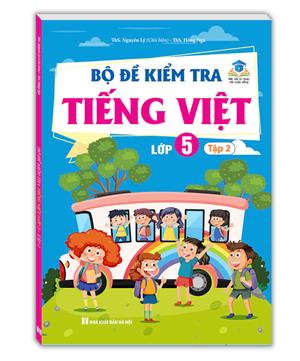 ThS. Nguyên Lý (Chủ biên) - ThS. Hồng Nga
BỘ ĐỀ KIỂM TRA
TIẾNG VIỆT
LỚP 5 Tập 2
NHÀ XUẤT BẢN HÀ NỘI